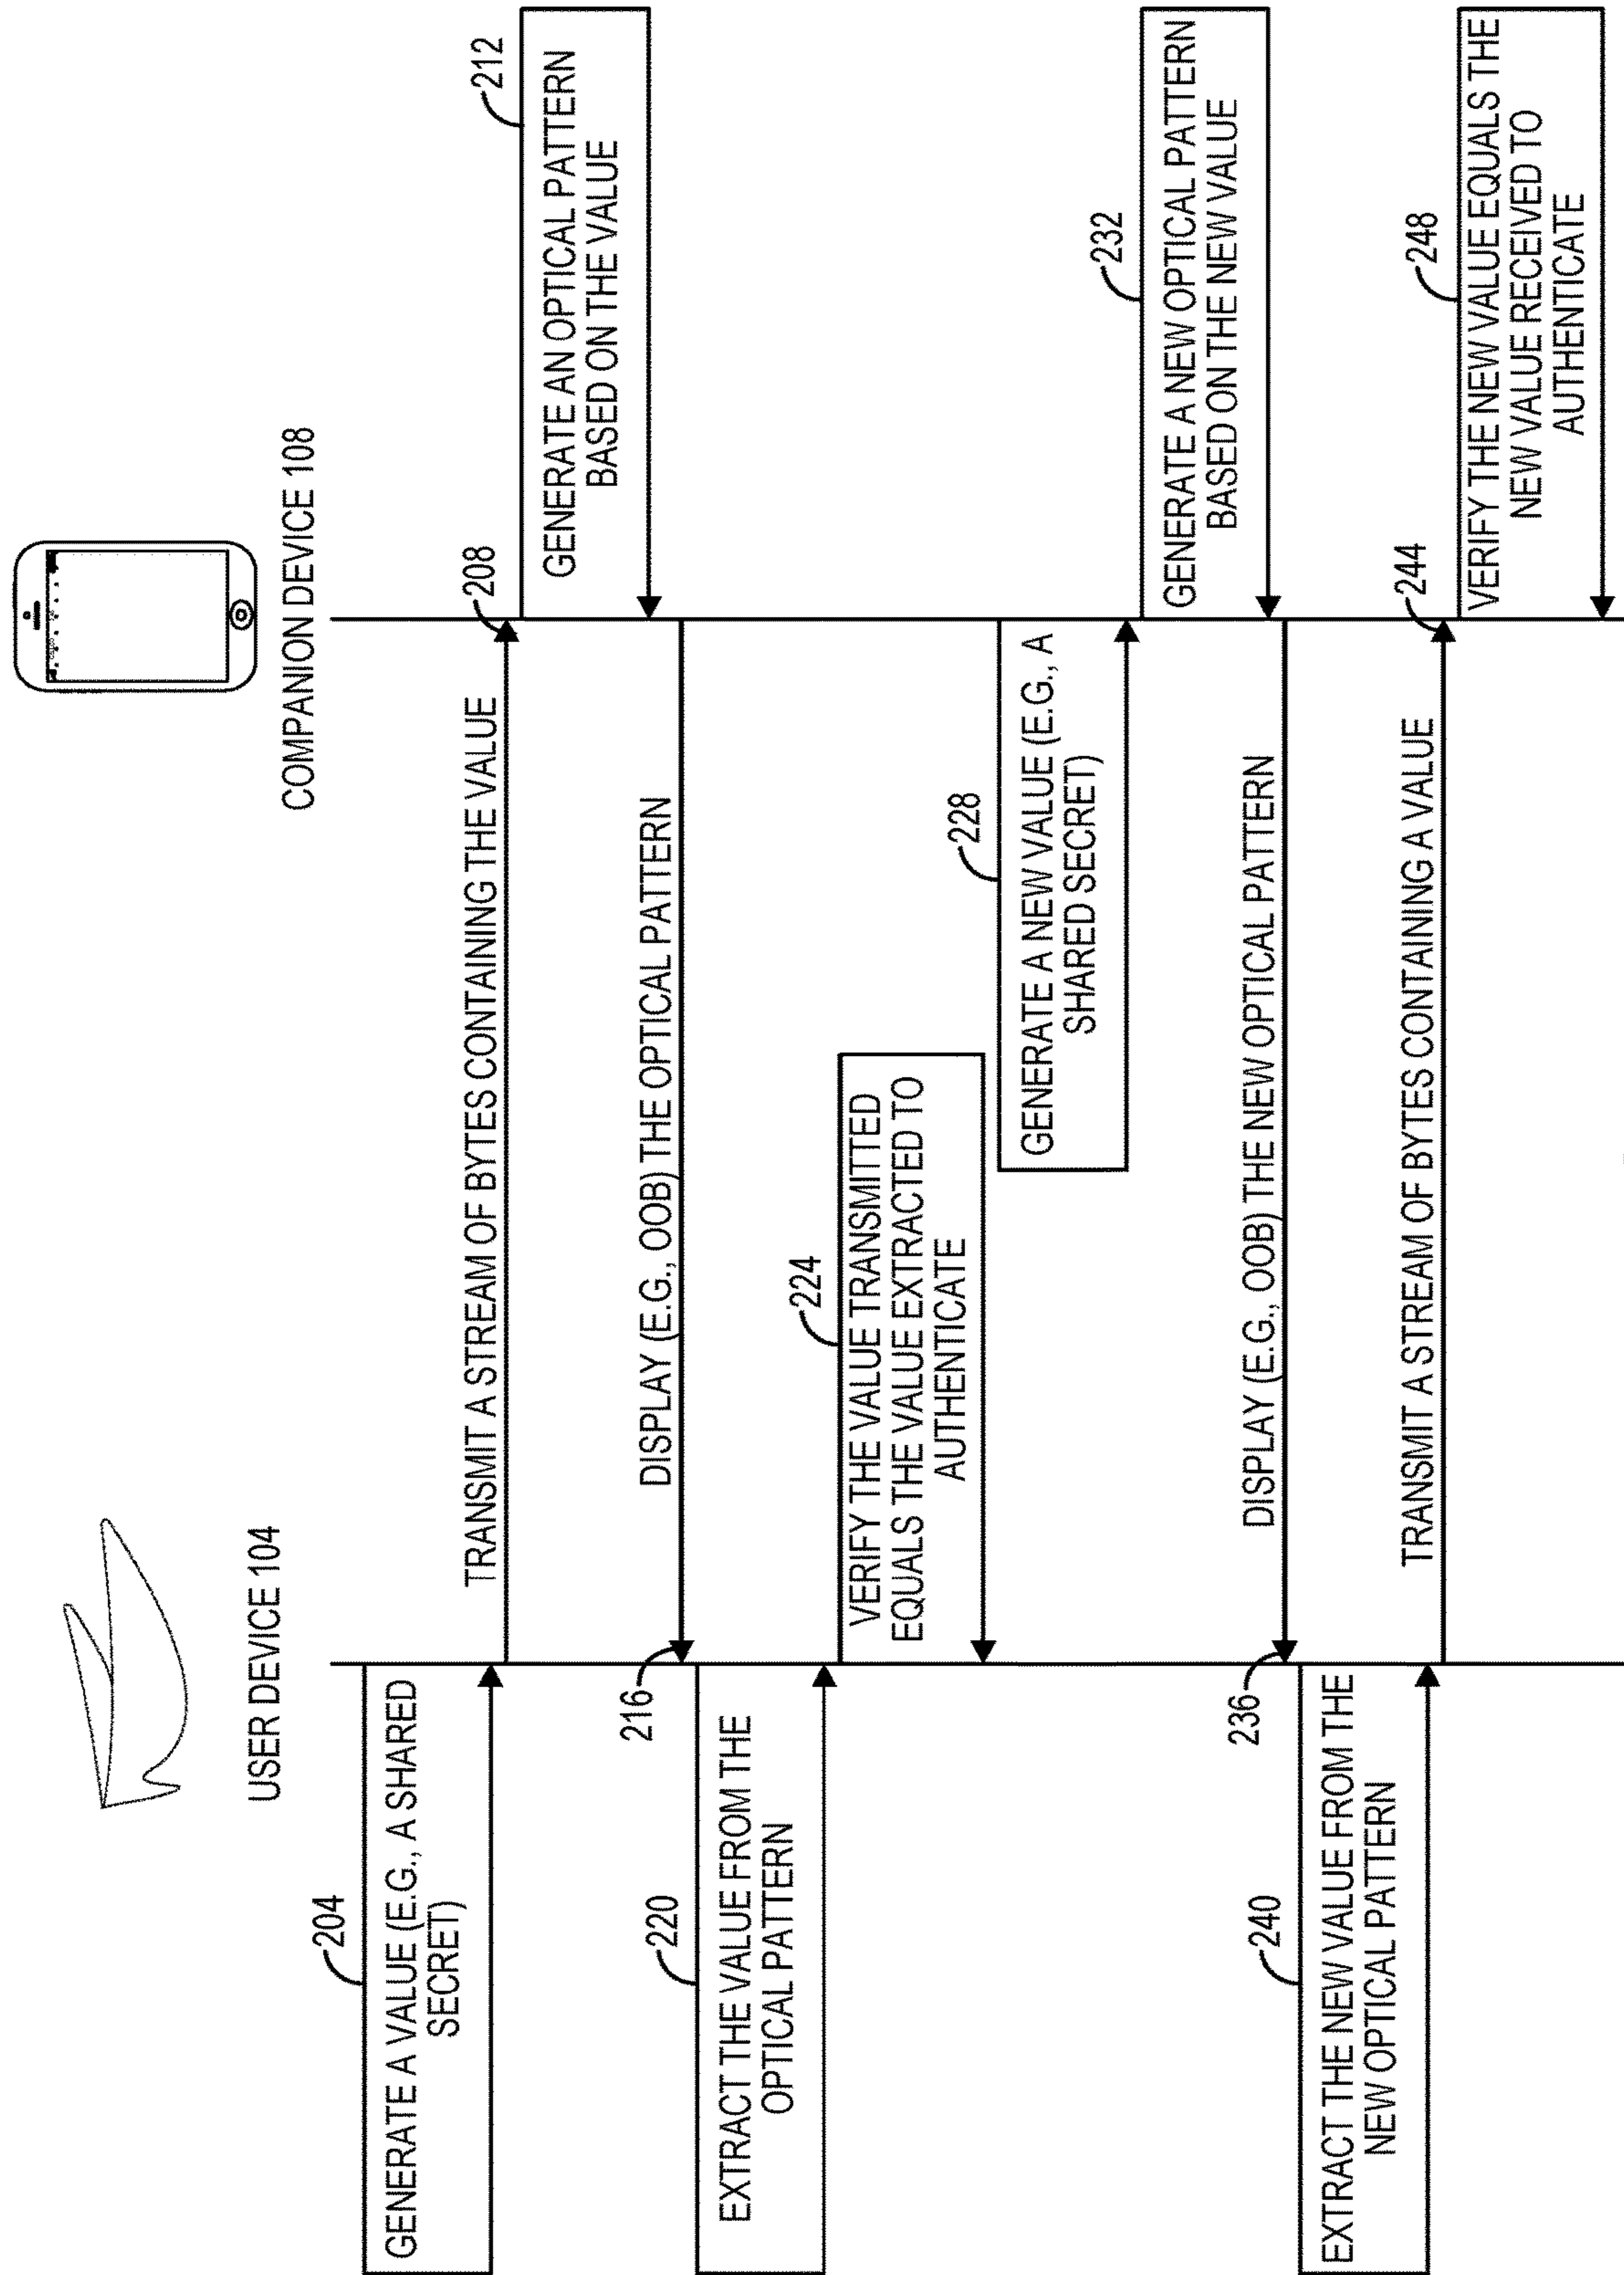 USER DEVICE 104
COMPANION DEVICE 108
204
GENERATE A VALUE (E.G., A SHARED
SECRET)
TRANSMIT A STREAM OF BYTES CONTAINING THE VALUE
208
212
GENERATE AN OPTICAL PATTERN
BASED ON THE VALUE
DISPLAY (E.G., OOB) THE OPTICAL PATTERN
216
220
EXTRACT THE VALUE FROM THE
OPTICAL PATTERN
224
VERIFY THE VALUE TRANSMITTED
EQUALS THE VALUE EXTRACTED TO
AUTHENTICATE
228
GENERATE A NEW VALUE (E.G., A
SHARED SECRET)
232
GENERATE A NEW OPTICAL PATTERN
BASED ON THE NEW VALUE
DISPLAY (E.G., OOB) THE NEW OPTICAL PATTERN
236
240
EXTRACT THE NEW VALUE FROM THE
NEW OPTICAL PATTERN
TRANSMIT A STREAM OF BYTES CONTAINING A VALUE
244
248
VERIFY THE NEW VALUE EQUALS THE
NEW VALUE RECEIVED TO
AUTHENTICATE